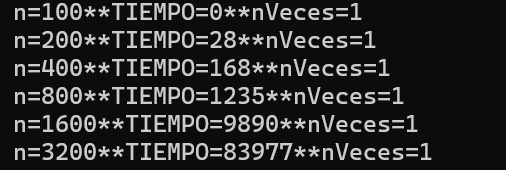 n=100**TIEMPO=0**nVeces=1
n=200**TIEMPO=28**nVeces=1
n=400**TIEMPO=168**nVeces=1
n=800**TIEMPO=1235**nVeces=1
n=1600**TIEMPO=9890**nVeces=1
n=3200**TIEMPO=83977**nVeces=1